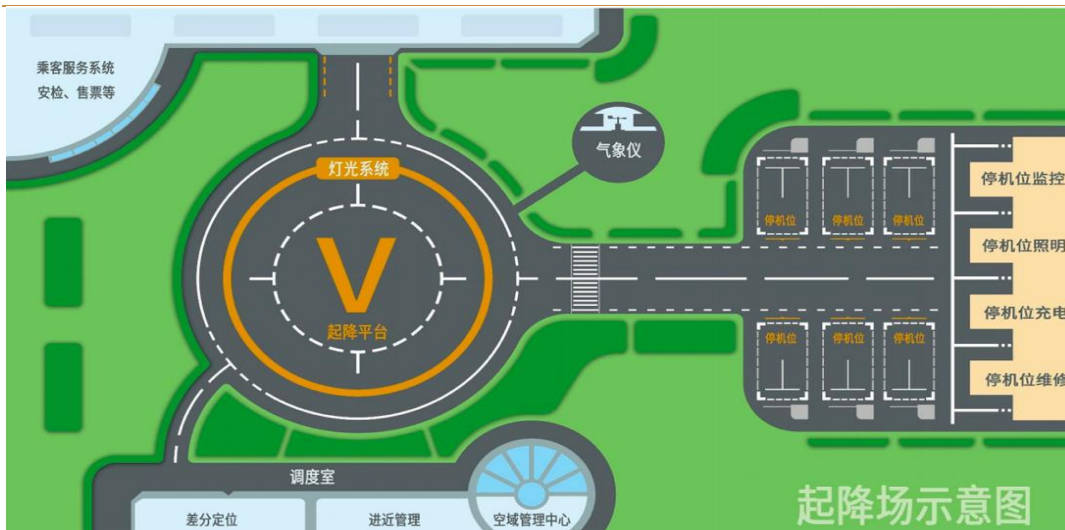 乘客服务系统
安检、售票等
灯光系统
气象仪
V
起降平台
停机位
停机位
停机位
停机位
停机位
停机位
停机位监控
停机位照明
停机位充电
停机位维修
调度室
差分定位
进近管理
空域管理中心
起降场示意图